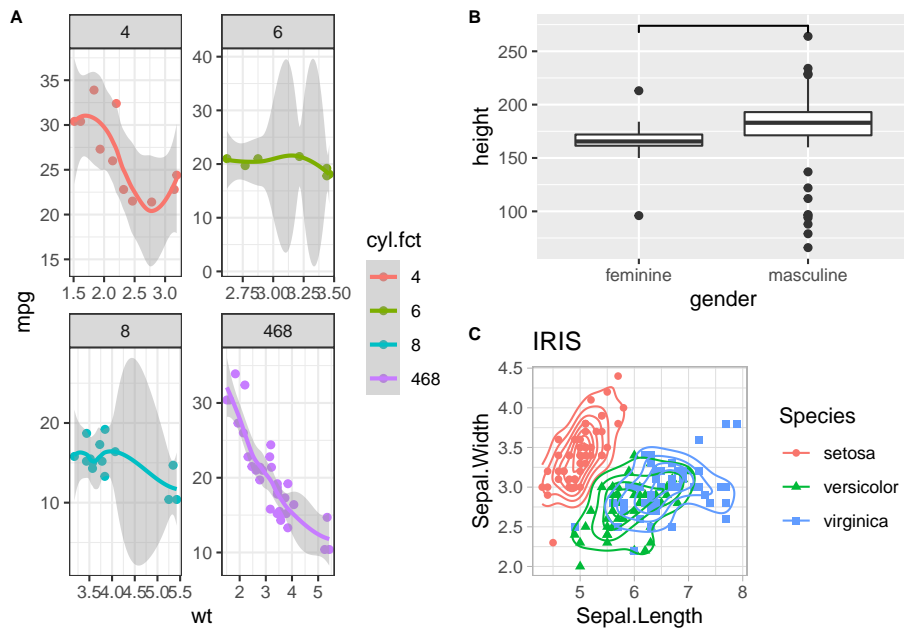 A
4
6
mpg
35
30
25
20
15
1.5 2.0 2.5 3.0
40
30
20
10
0
2.75 3.00 3.25 3.50
8
468
20
10
3.5 4.0 4.5 5.0 5.5
30
20
10
2 3 4 5
wt
cyl.fct
4
6
8
468
B
height
250
200
150
100
feminine masculine
gender
C IRIS
Sepal.Width
4.5
4.0
3.5
3.0
2.5
2.0
5 6 7 8
Sepal.Length
Species
setosa
versicolor
virginica